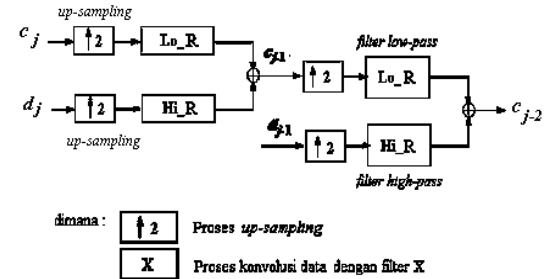 up-sampling
c j
↑2
Lo_R
c j-1
d j
↑2
Hi_R
up-sampling
filter low-pass
↑2
Lo_R
d j-1
↑2
Hi_R
filter high-pass
c j-2
dimana :
↑2
Proses up-sampling
X
Proses konvolusi data dengan filter X